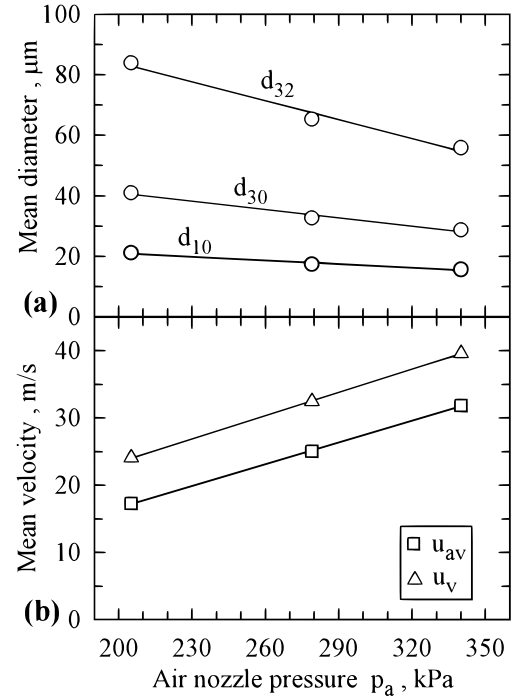 100
80
60
40
20
0
Mean diameter , μm
d32
d30
d10
(a)
40
30
20
10
0
Mean velocity , m/s
uav
uv
(b)
200 230 260 290 320 350
Air nozzle pressure pa , kPa